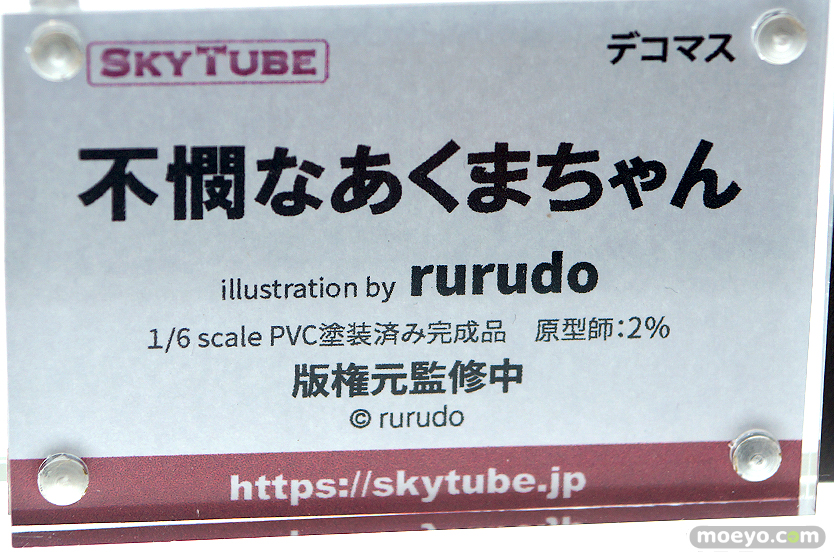 SKYTUBE
デコマス
不憫なあくまちゃん
illustration by rurudo
1/6 scale PVC塗装済み完成品 原型師:2%
版権元監修中
© rurudo
https://skytube.jp
moeyo.com